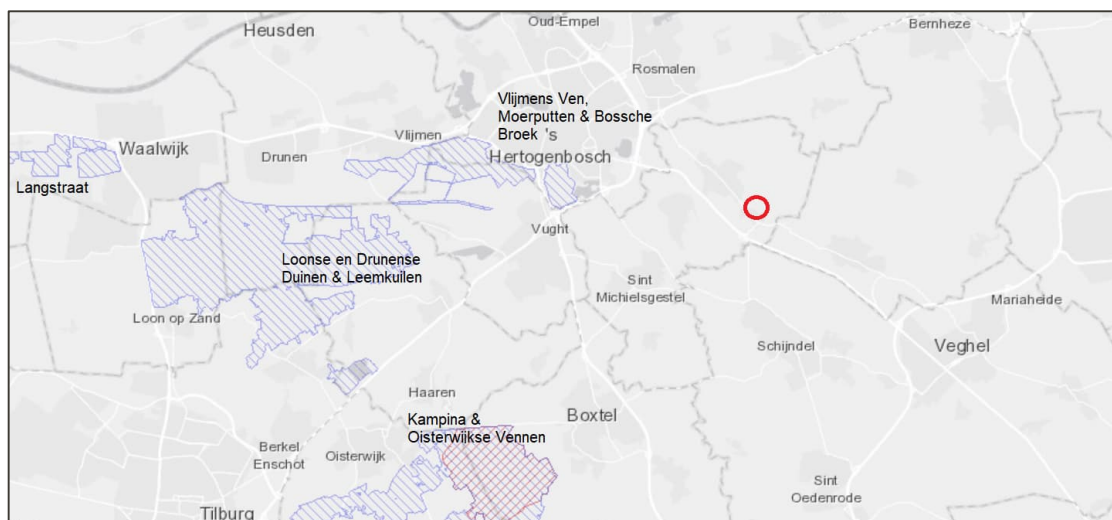 Heusden
Oud-Empel
Bernheze
Rosmalen
Vlijmens Ven,
Moerputten & Bossche
Broek 's
Hertogenbosch
Vlijmen
Waalwijk
Drunen
Langstraat
Vught
Loonse en Drunense
Duinen & Leemkuilen
Sint
Michielsgestel
Mariaheide
Loon op Zand
Schijndel
Veghel
Haaren
Kampina &
Oisterwijkse Vennen
Boxtel
Berkel
Enschot
Oisterwijk
Sint
Oedenrode
Tilburg